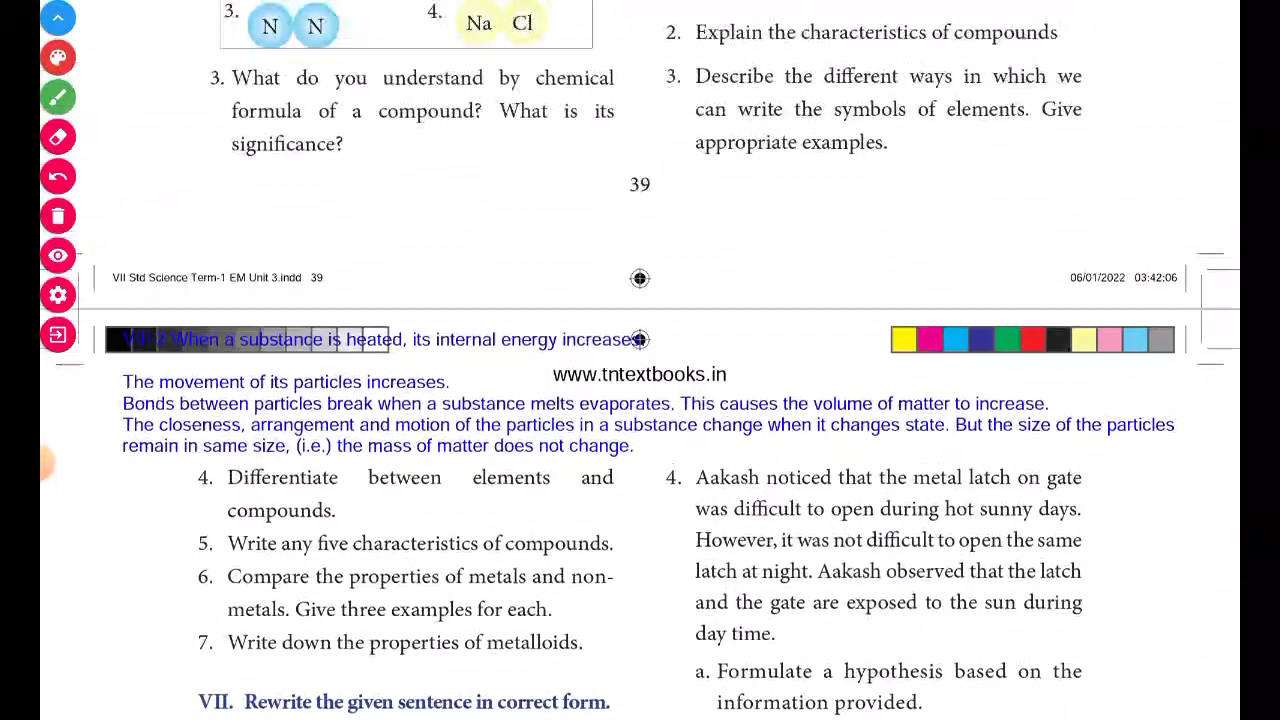 3.
N N
4.
Na Cl
3. What do you understand by chemical
formula of a compound? What is its
significance?
2. Explain the characteristics of compounds
3. Describe the different ways in which we
can write the symbols of elements. Give
appropriate examples.
39
VII Std Science Term-1 EM Unit 3.indd 39
06/01/2022 03:42:06
When a substance is heated, its internal energy increases
www.tntextbooks.in
The movement of its particles increases.
Bonds between particles break when a substance melts evaporates. This causes the volume of matter to increase.
The closeness, arrangement and motion of the particles in a substance change when it changes state. But the size of the particles
remain in same size, (i.e.) the mass of matter does not change.
4. Differentiate between elements and
compounds.
5. Write any five characteristics of compounds.
6. Compare the properties of metals and non-
metals. Give three examples for each.
7. Write down the properties of metalloids.
VII. Rewrite the given sentence in correct form.
4. Aakash noticed that the metal latch on gate
was difficult to open during hot sunny days.
However, it was not difficult to open the same
latch at night. Aakash observed that the latch
and the gate are exposed to the sun during
day time.
a. Formulate a hypothesis based on the
information provided.